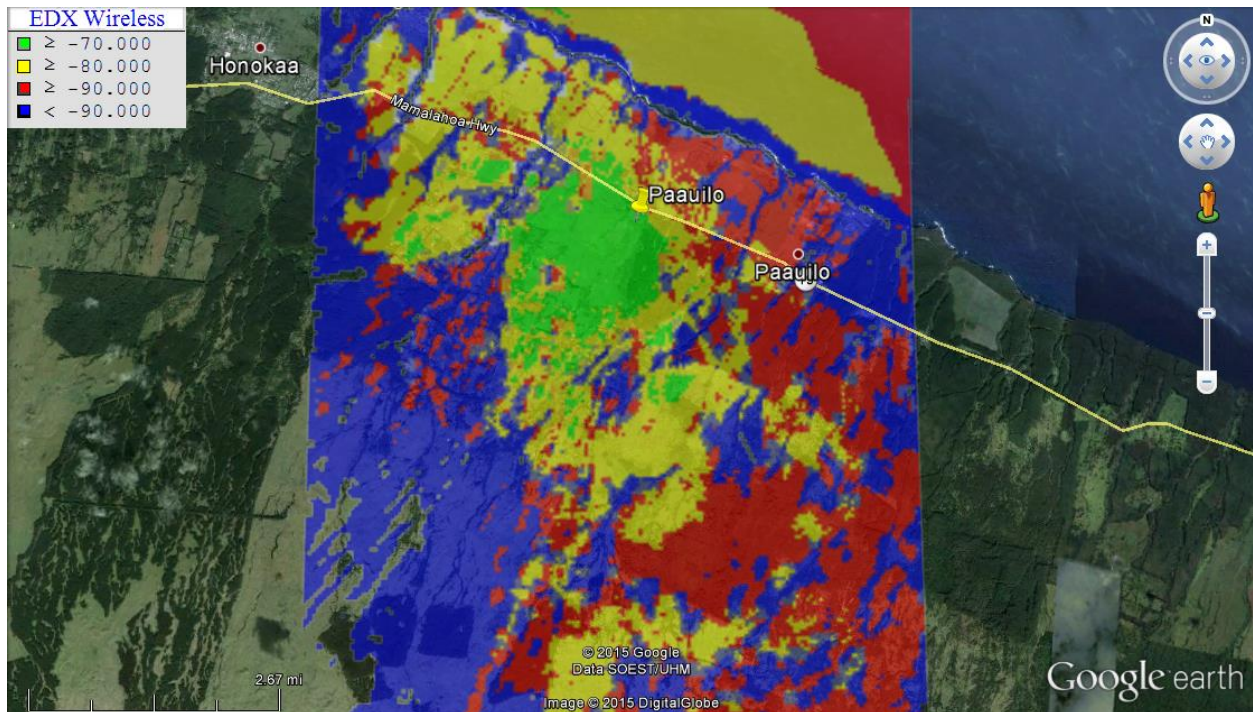 EDX Wireless
≥ -70.000
≥ -80.000
≥ -90.000
< -90.000
N
Honokaa
Mamalahoa Hwy
Paauilo
Paauilo
2.67 mi
© 2015 Google
Data SOEST/UHM
Image © 2015 DigitalGlobe
Google earth